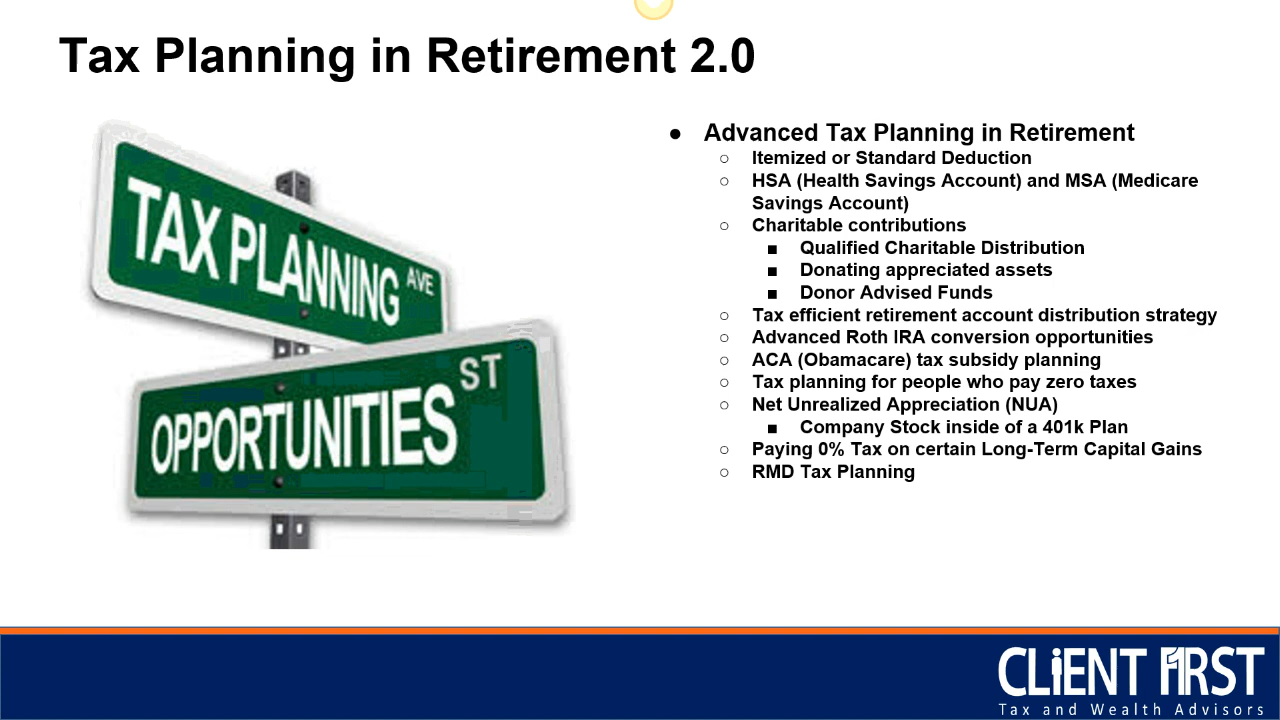 Tax Planning in Retirement 2.0
TAX PLANNING AVE
OPPORTUNITIES ST
● Advanced Tax Planning in Retirement
○ Itemized or Standard Deduction
○ HSA (Health Savings Account) and MSA (Medicare
Savings Account)
○ Charitable contributions
■ Qualified Charitable Distribution
■ Donating appreciated assets
■ Donor Advised Funds
○ Tax efficient retirement account distribution strategy
○ Advanced Roth IRA conversion opportunities
○ ACA (Obamacare) tax subsidy planning
○ Tax planning for people who pay zero taxes
○ Net Unrealized Appreciation (NUA)
■ Company Stock inside of a 401k Plan
○ Paying 0% Tax on certain Long-Term Capital Gains
○ RMD Tax Planning
CLiENT F1RST
Tax and Wealth Advisors